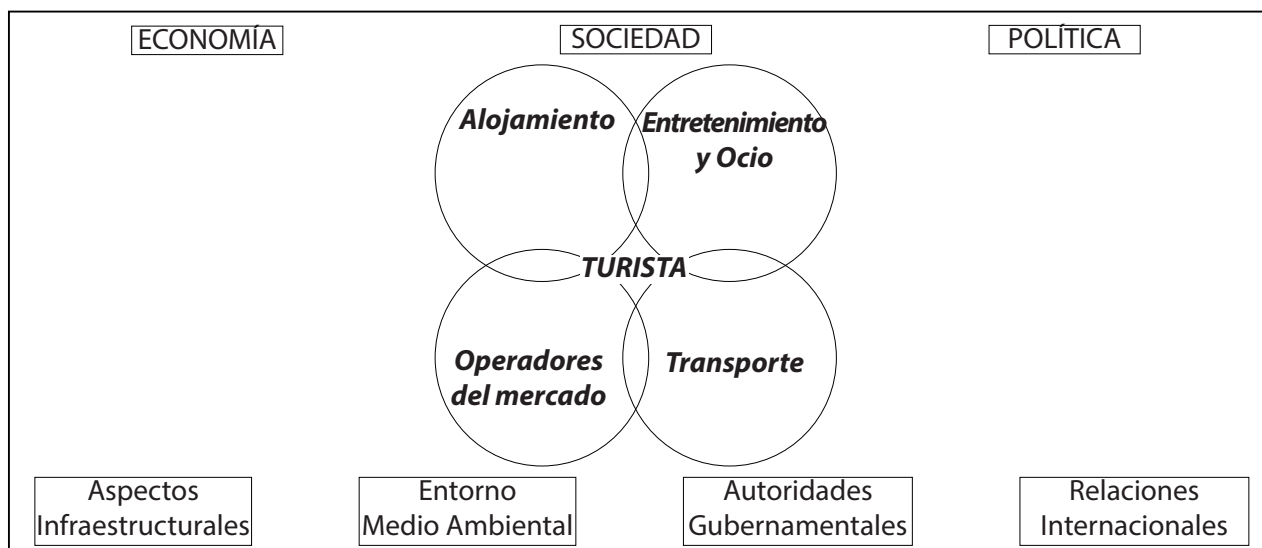 ECONOMÍA
SOCIEDAD
POLÍTICA
Alojamiento
Entretenimiento
y Ocio
TURISTA
Operadores
del mercado
Transporte
Aspectos
Infraestructurales
Entorno
Medio Ambiental
Autoridades
Gubernamentales
Relaciones
Internacionales